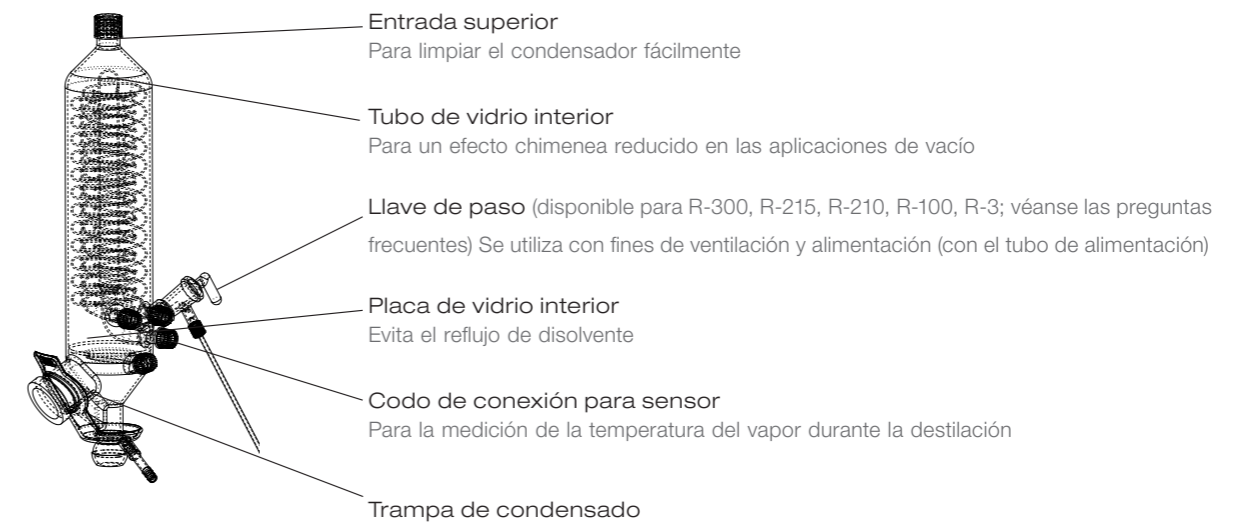 Entrada superior
Para limpiar el condensador fácilmente
Tubo de vidrio interior
Para un efecto chimenea reducido en las aplicaciones de vacío
Llave de paso (disponible para R-300, R-215, R-210, R-100, R-3; véanse las preguntas
frecuentes) Se utiliza con fines de ventilación y alimentación (con el tubo de alimentación)
Placa de vidrio interior
Evita el reflujo de disolvente
Codo de conexión para sensor
Para la medición de la temperatura del vapor durante la destilación
Trampa de condensado